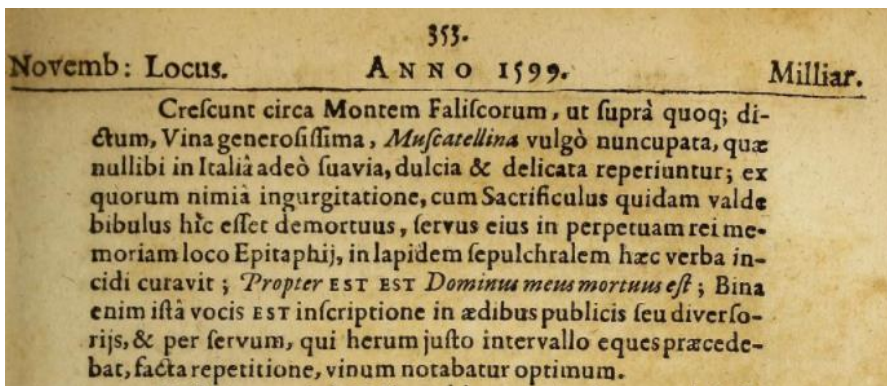 353.
Novemb: Locus. ANNO 1599. Milliar.
Creſcunt circa Montem Faliſcorum, ut ſuprà quoq; di-
ctum, Vina generoſiſſima, Muſcatellina vulgò nuncupata, quæ
nullibi in Italiâ adeò ſuavia, dulcia & delicata reperiuntur; ex
quorum nimiâ ingurgitatione, cum Sacrificulus quidam valde
bibulus hîc eſſet demortuus, ſervus eius in perpetuam rei me-
moriam loco Epitaphij, in lapidem ſepulchralem hæc verba in-
cidi curavit; Propter EST EST Dominus meus mortuus eſt; Bina
enim iſtâ vocis EST inſcriptione in ædibus publicis ſeu diverſo-
rijs, & per ſervum, qui herum juſto intervallo eques præcede-
bat, facta repetitione, vinum notabatur optimum.